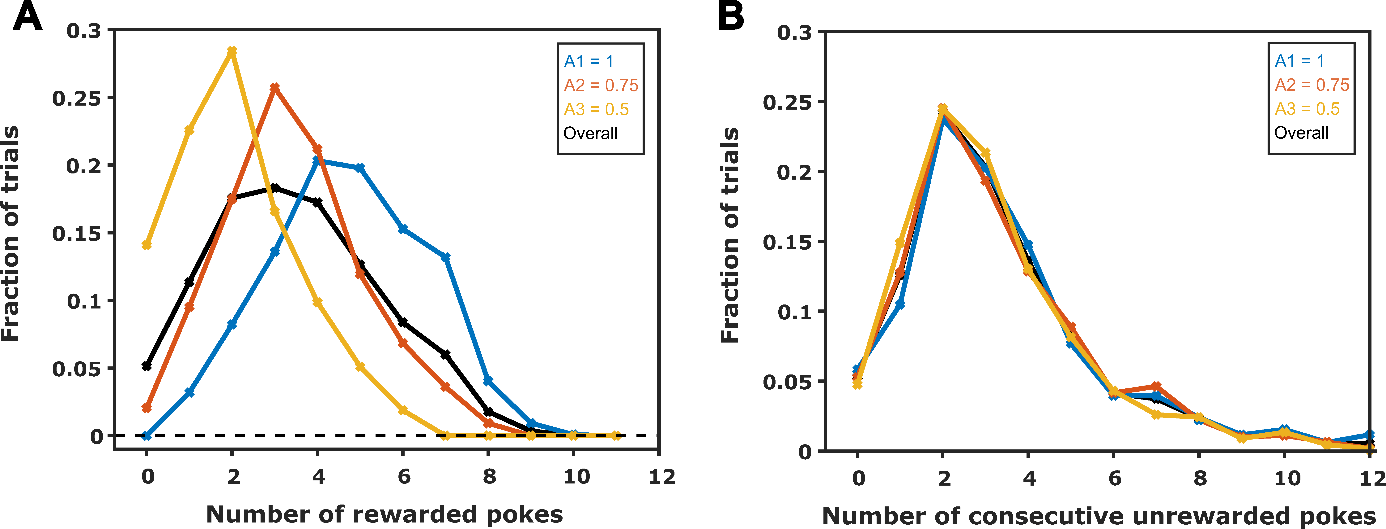 A
Fraction of trials
0.3
0.25
0.2
0.15
0.1
0.05
0
A1 = 1
A2 = 0.75
A3 = 0.5
Overall
0 2 4 6 8 10 12
Number of rewarded pokes
B
Fraction of trials
0.3
0.25
0.2
0.15
0.1
0.05
0
A1 = 1
A2 = 0.75
A3 = 0.5
Overall
0 2 4 6 8 10 12
Number of consecutive unrewarded pokes